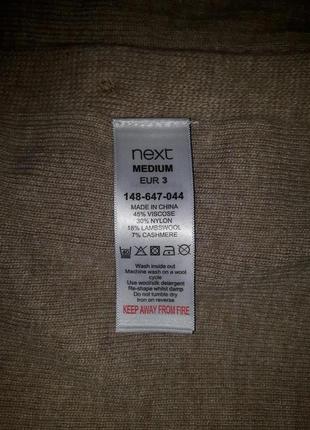 next
MEDIUM
EUR 3
148-647-044
MADE IN CHINA
45% VISCOSE
30% NYLON
18% LAMBSWOOL
7% CASHMERE
Wash inside out
Machine wash on a wool
cycle
Use wool/silk detergent
Re-shape whilst damp
Do not tumble dry
Iron on reverse
KEEP AWAY FROM FIRE